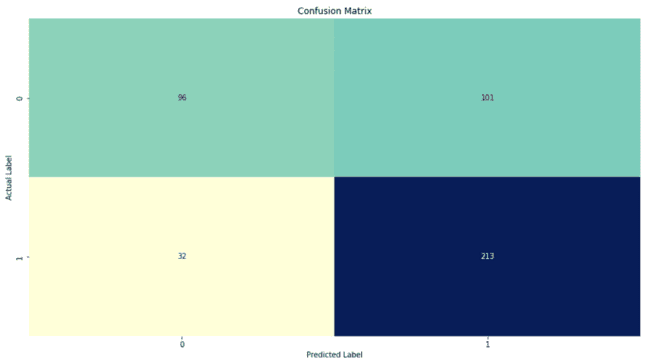 Confusion Matrix
0
96
101
Actual Label
1
32
213
0
1
Predicted Label